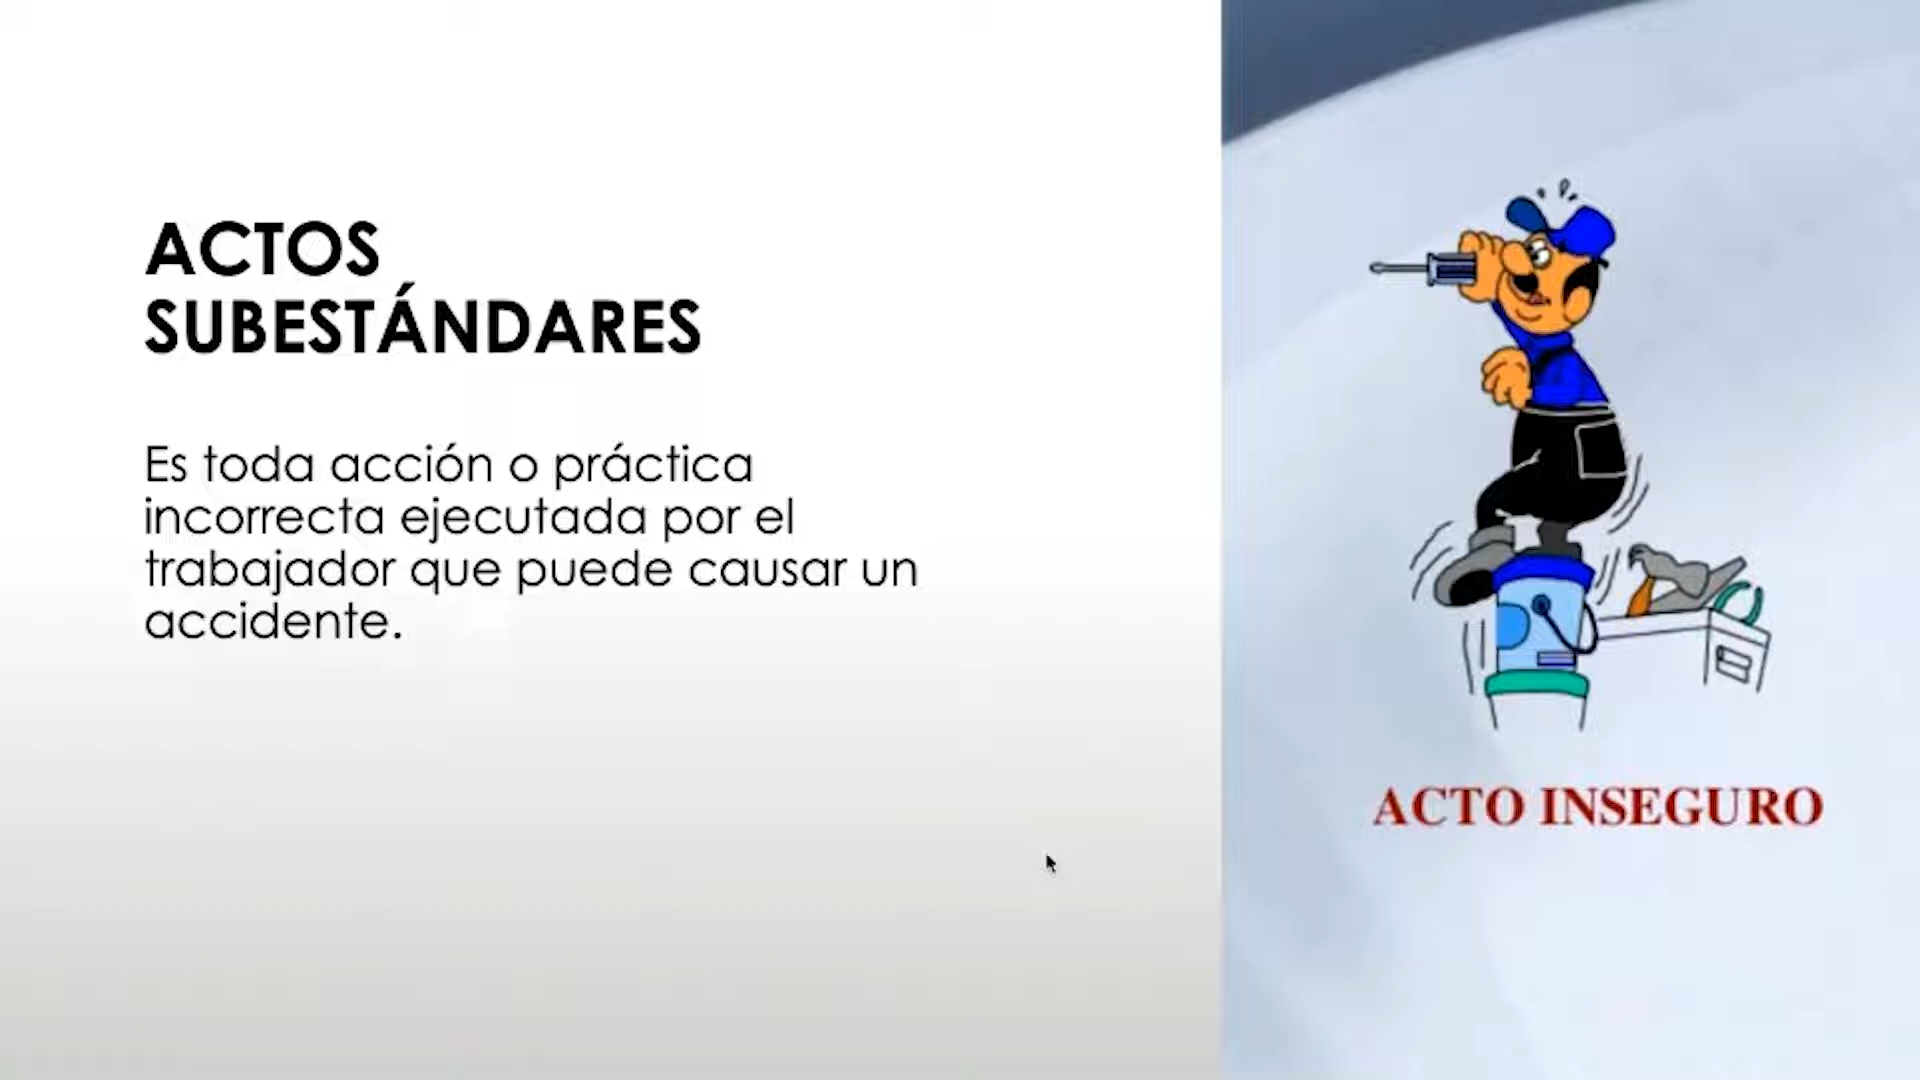 ACTOS
SUBESTÁNDARES
Es toda acción o práctica
incorrecta ejecutada por el
trabajador que puede causar un
accidente.
ACTO INSEGURO